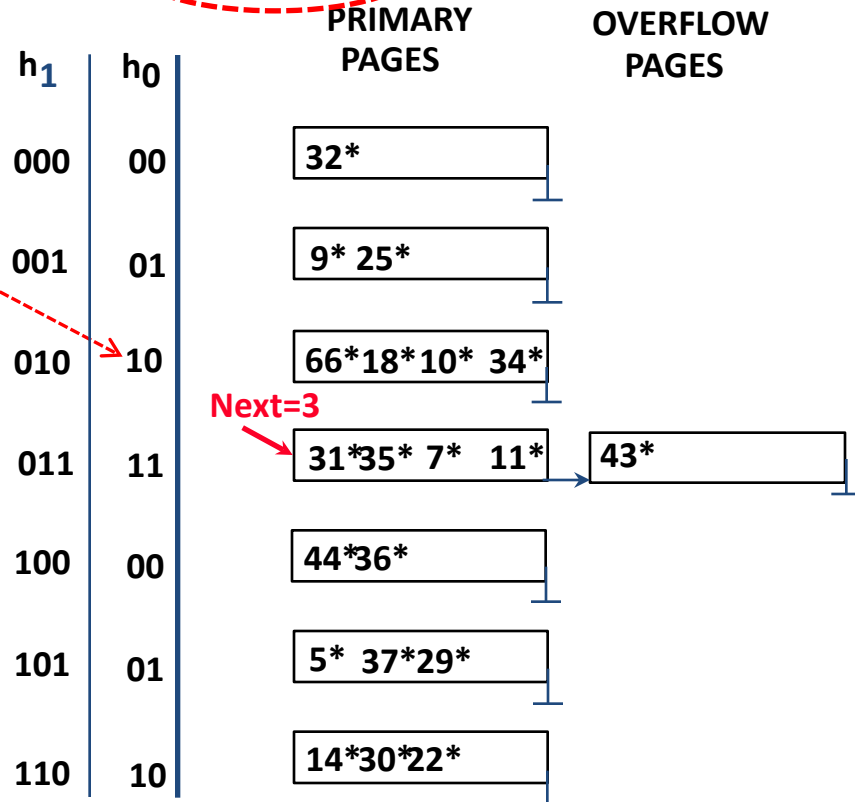 PRIMARY PAGES
OVERFLOW PAGES
h1 h0
000 00 32*
001 01 9* 25*
010 10 66* 18* 10* 34*
Next=3
011 11 31* 35* 7* 11* 43*
100 00 44* 36*
101 01 5* 37* 29*
110 10 14* 30* 22*